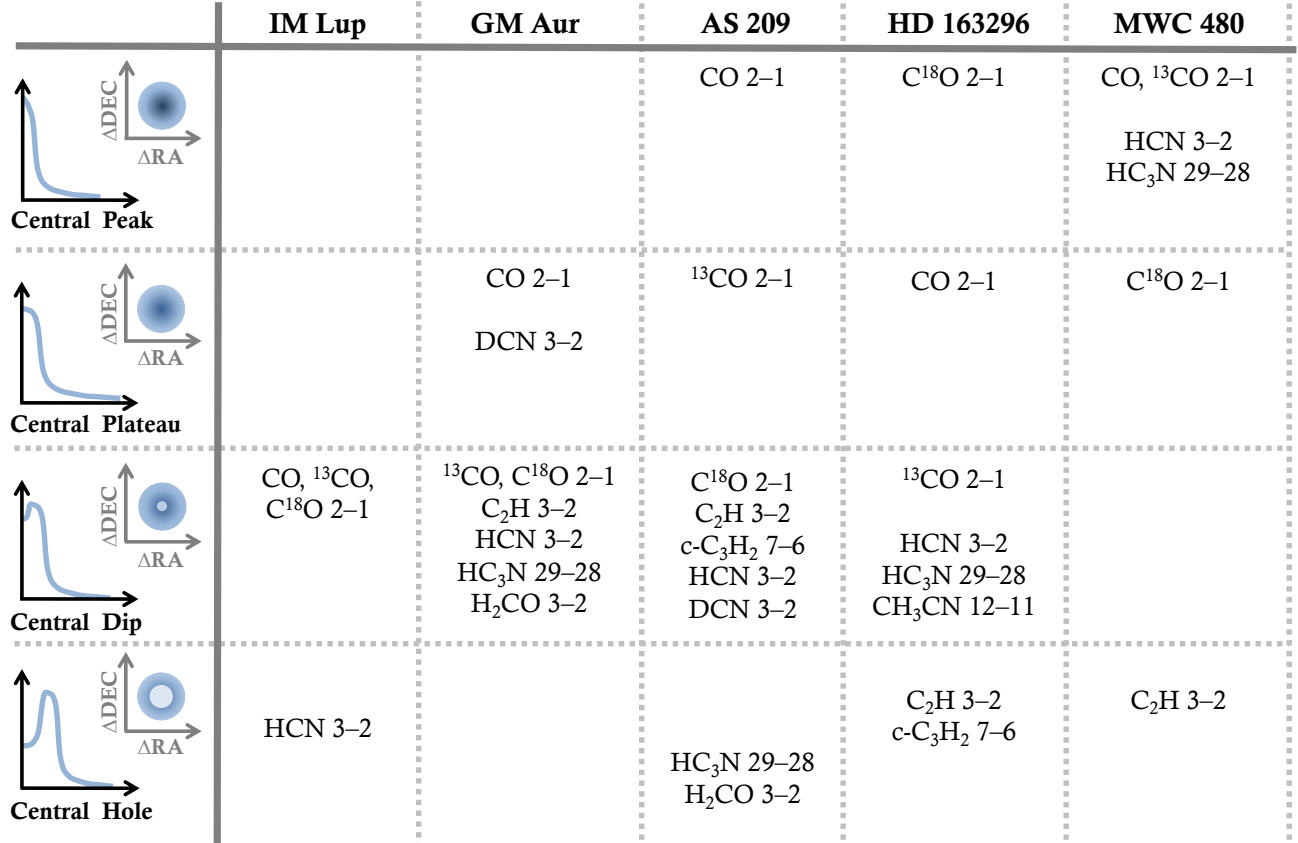 IM Lup GM Aur AS 209 HD 163296 MWC 480
ΔDEC
ΔRA
Central Peak
CO 2–1
C¹⁸O 2–1
CO, ¹³CO 2–1
HCN 3–2
HC₃N 29–28
ΔDEC
ΔRA
Central Plateau
CO 2–1
DCN 3–2
¹³CO 2–1
CO 2–1
C¹⁸O 2–1
ΔDEC
ΔRA
Central Dip
CO, ¹³CO,
C¹⁸O 2–1
¹³CO, C¹⁸O 2–1
C₂H 3–2
HCN 3–2
HC₃N 29–28
H₂CO 3–2
C¹⁸O 2–1
C₂H 3–2
c-C₃H₂ 7–6
HCN 3–2
DCN 3–2
¹³CO 2–1
HCN 3–2
HC₃N 29–28
CH₃CN 12–11
ΔDEC
ΔRA
Central Hole
HCN 3–2
HC₃N 29–28
H₂CO 3–2
C₂H 3–2
c-C₃H₂ 7–6
C₂H 3–2